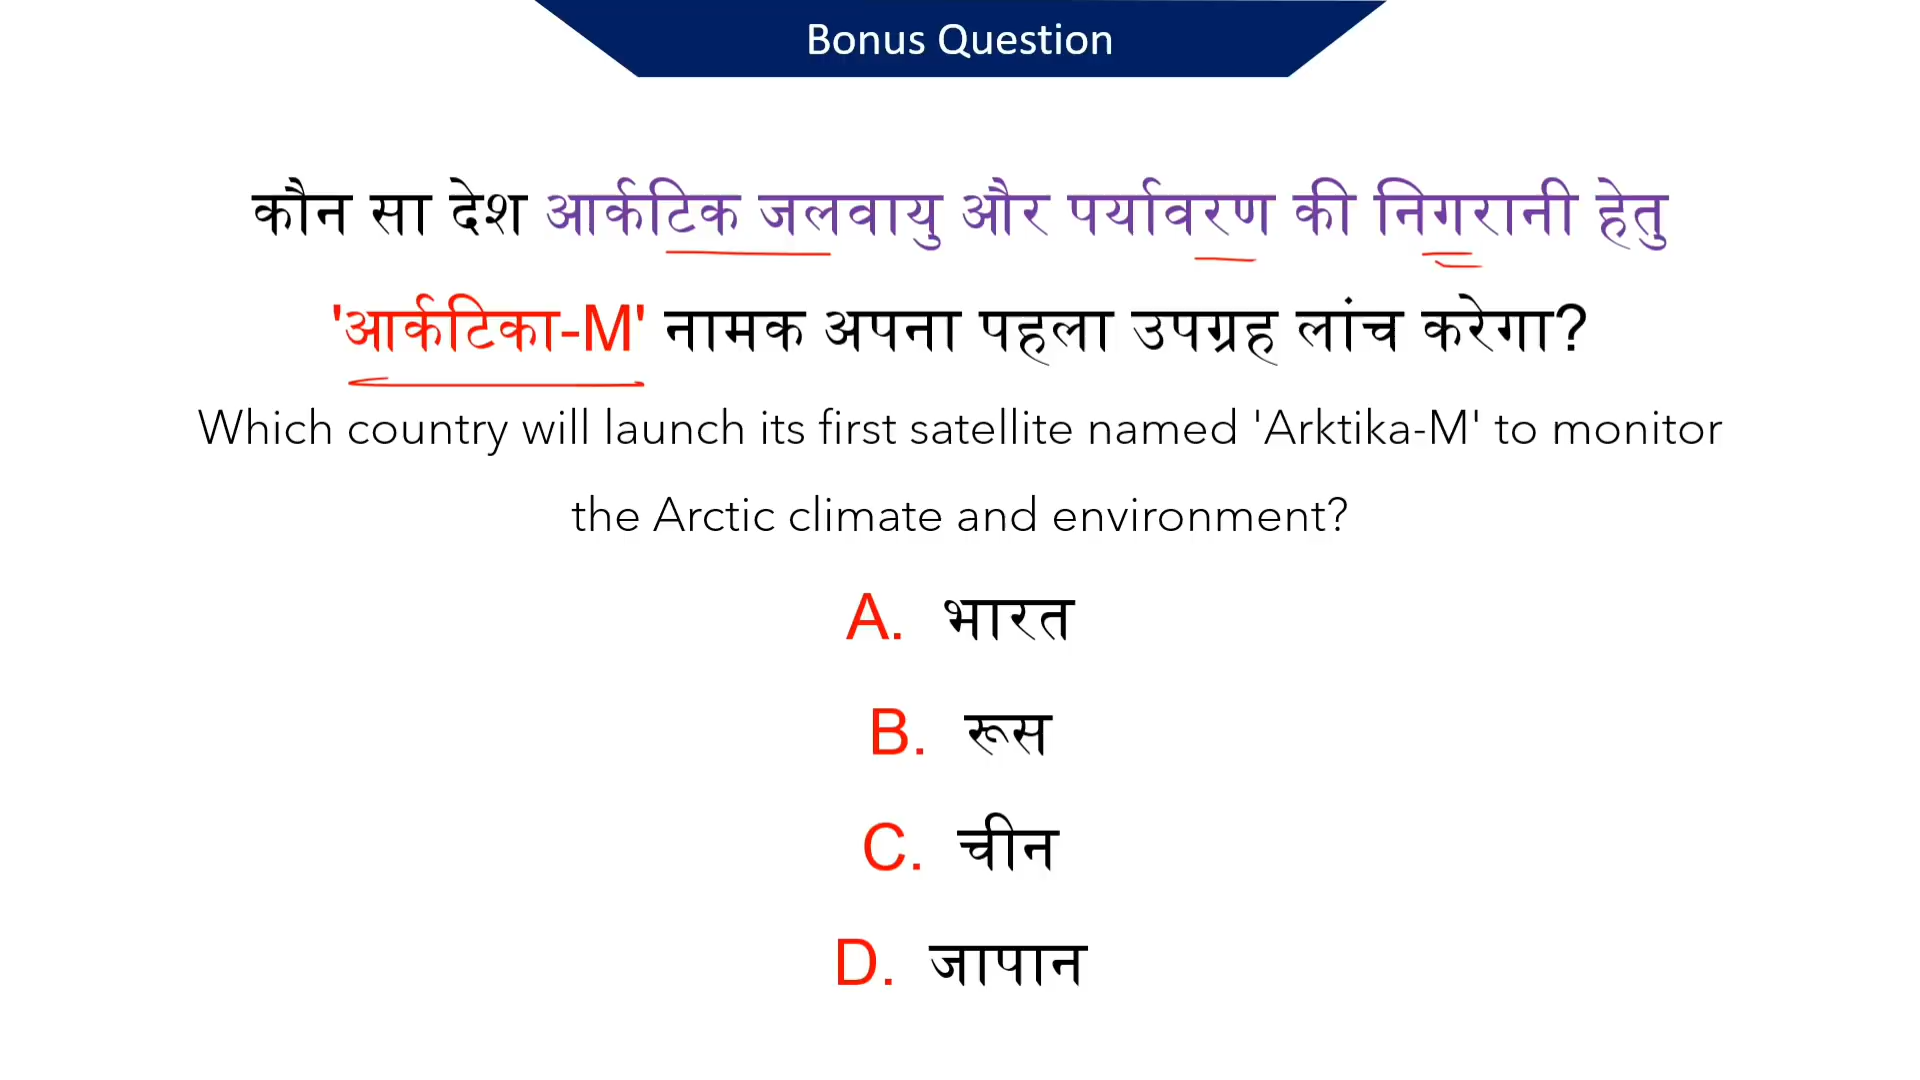 Bonus Question
कौन सा देश आर्कटिक जलवायु और पर्यावरण की निगरानी हेतु
'आर्कटिका-M' नामक अपना पहला उपग्रह लांच करेगा?
Which country will launch its first satellite named 'Arktika-M' to monitor
the Arctic climate and environment?
A. भारत
B. रूस
C. चीन
D. जापान